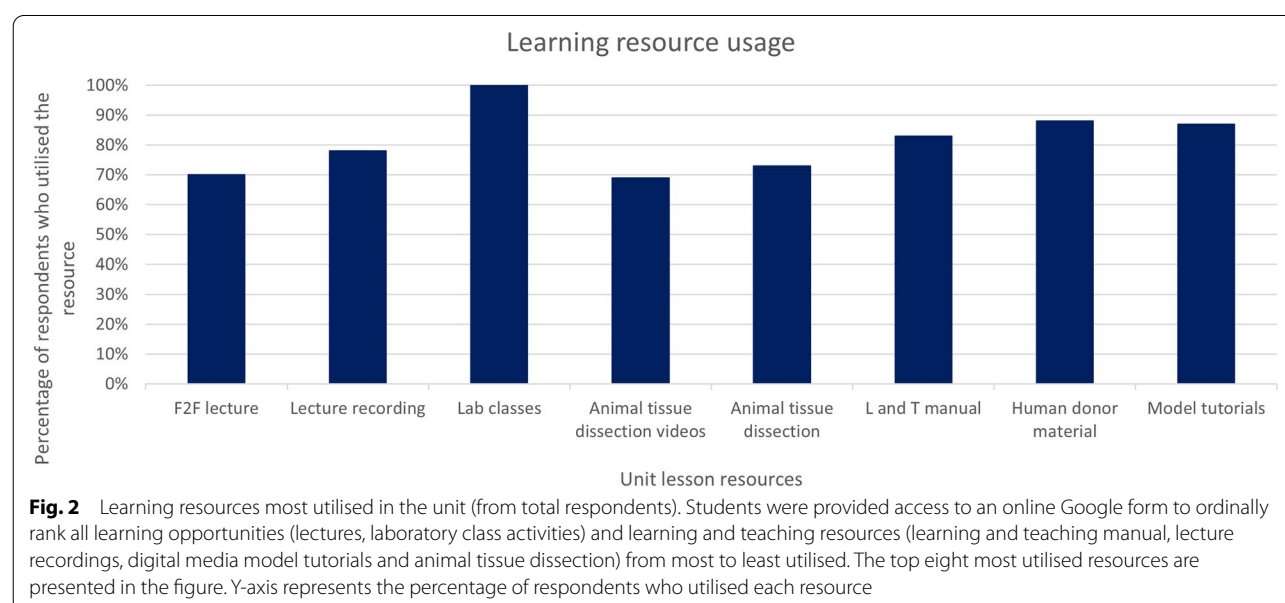 Learning resource usage
Percentage of respondents who utilised the
resource
100%
90%
80%
70%
60%
50%
40%
30%
20%
10%
0%
F2F lecture
Lecture recording
Lab classes
Animal tissue
dissection videos
Animal tissue
dissection
L and T manual
Human donor
material
Model tutorials
Unit lesson resources
Fig. 2 Learning resources most utilised in the unit (from total respondents). Students were provided access to an online Google form to ordinally
rank all learning opportunities (lectures, laboratory class activities) and learning and teaching resources (learning and teaching manual, lecture
recordings, digital media model tutorials and animal tissue dissection) from most to least utilised. The top eight most utilised resources are
presented in the figure. Y-axis represents the percentage of respondents who utilised each resource